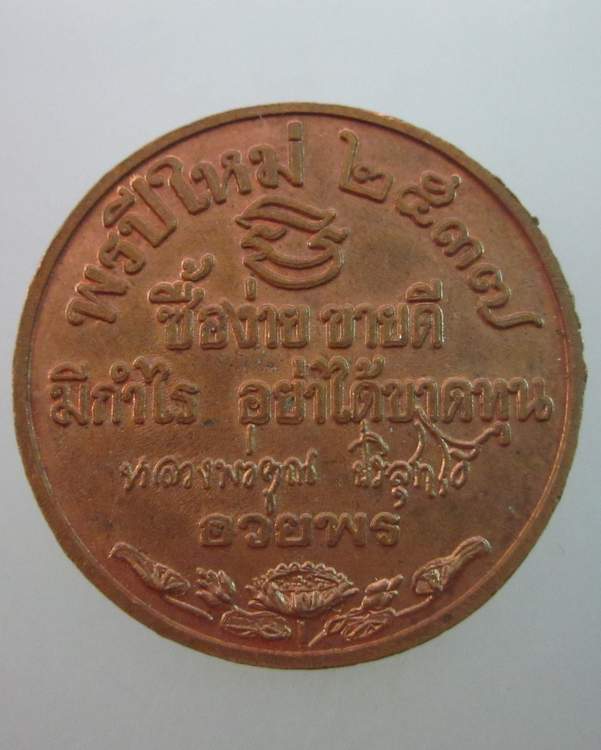 พรปีใหม่ ๒๕๓๗
ซื้อง่าย ขายดี
มีกำไร อย่าได้ขาดทุน
หลวงพ่อคูณ ปริสุทโธ
อวยพร